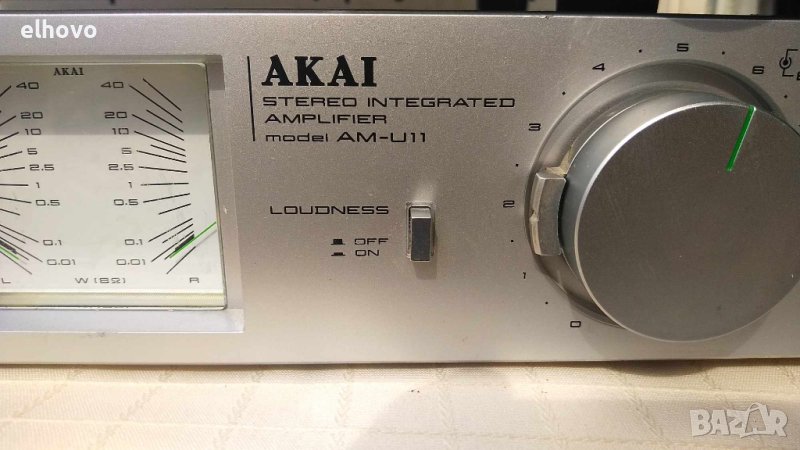 elhovo
AKAI
40 40
20 20
10 10
5 5
2.5 2.5
1 1
0.5 0.5
0.1 0.1
0.01 0.01
L W (8Ω) R
AKAI
STEREO INTEGRATED
AMPLIFIER
model AM-U11
LOUDNESS
OFF
ON
0
1
2
3
4
5
6
BAZAR